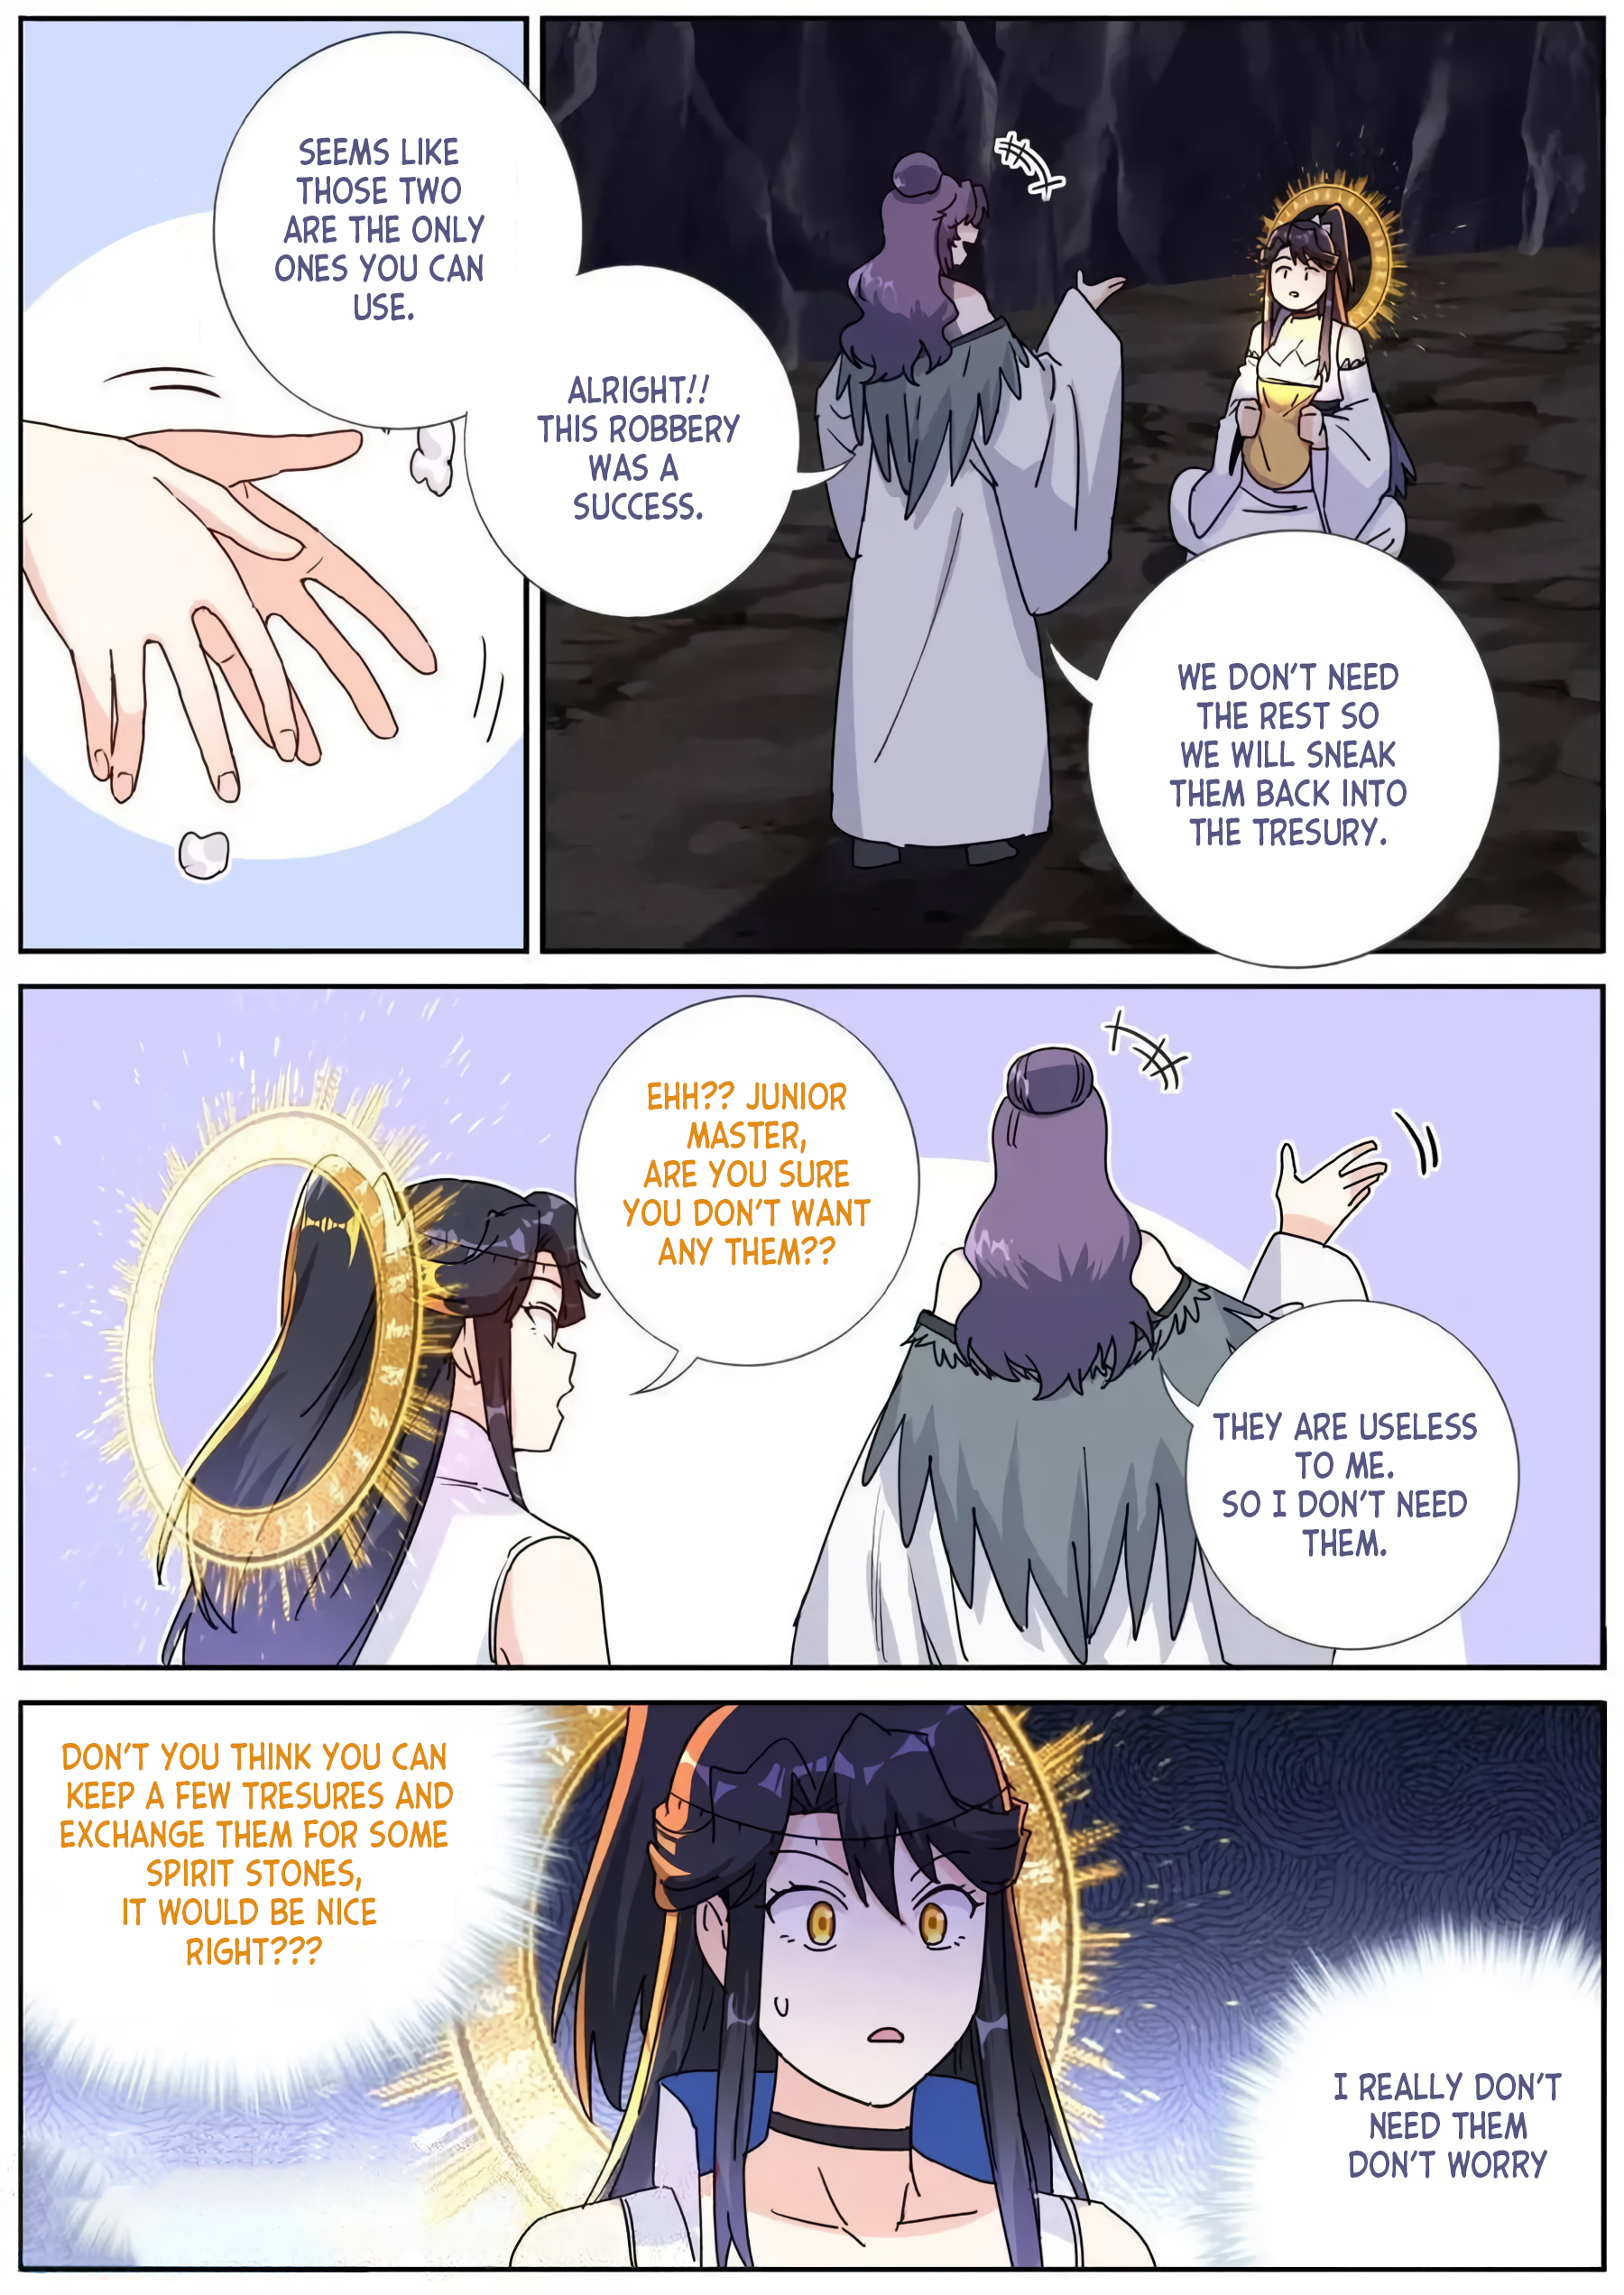 SEEMS LIKE
THOSE TWO
ARE THE ONLY
ONES YOU CAN
USE.
ALRIGHT!!
THIS ROBBERY
WAS A
SUCCESS.
WE DON'T NEED
THE REST SO
WE WILL SNEAK
THEM BACK INTO
THE TRESURY.
EHH?? JUNIOR
MASTER,
ARE YOU SURE
YOU DON'T WANT
ANY THEM??
THEY ARE USELESS
TO ME.
SO I DON'T NEED
THEM.
DON'T YOU THINK YOU CAN
KEEP A FEW TRESURES AND
EXCHANGE THEM FOR SOME
SPIRIT STONES,
IT WOULD BE NICE
RIGHT???
I REALLY DON'T
NEED THEM
DON'T WORRY